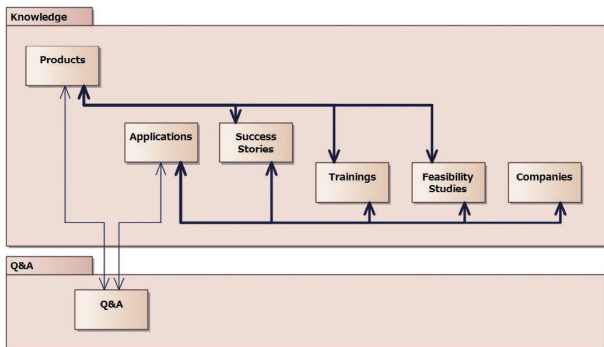 Knowledge
Products
Applications
Success
Stories
Trainings
Feasibility
Studies
Companies
Q&A
Q&A